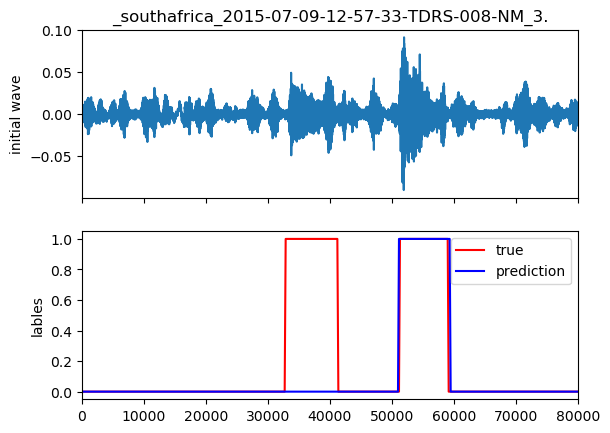 _southafrica_2015-07-09-12-57-33-TDRS-008-NM_3.
0.10
0.05
0.00
−0.05
initial wave
1.0
0.8
0.6
0.4
0.2
0.0
lables
true
prediction
0 10000 20000 30000 40000 50000 60000 70000 80000